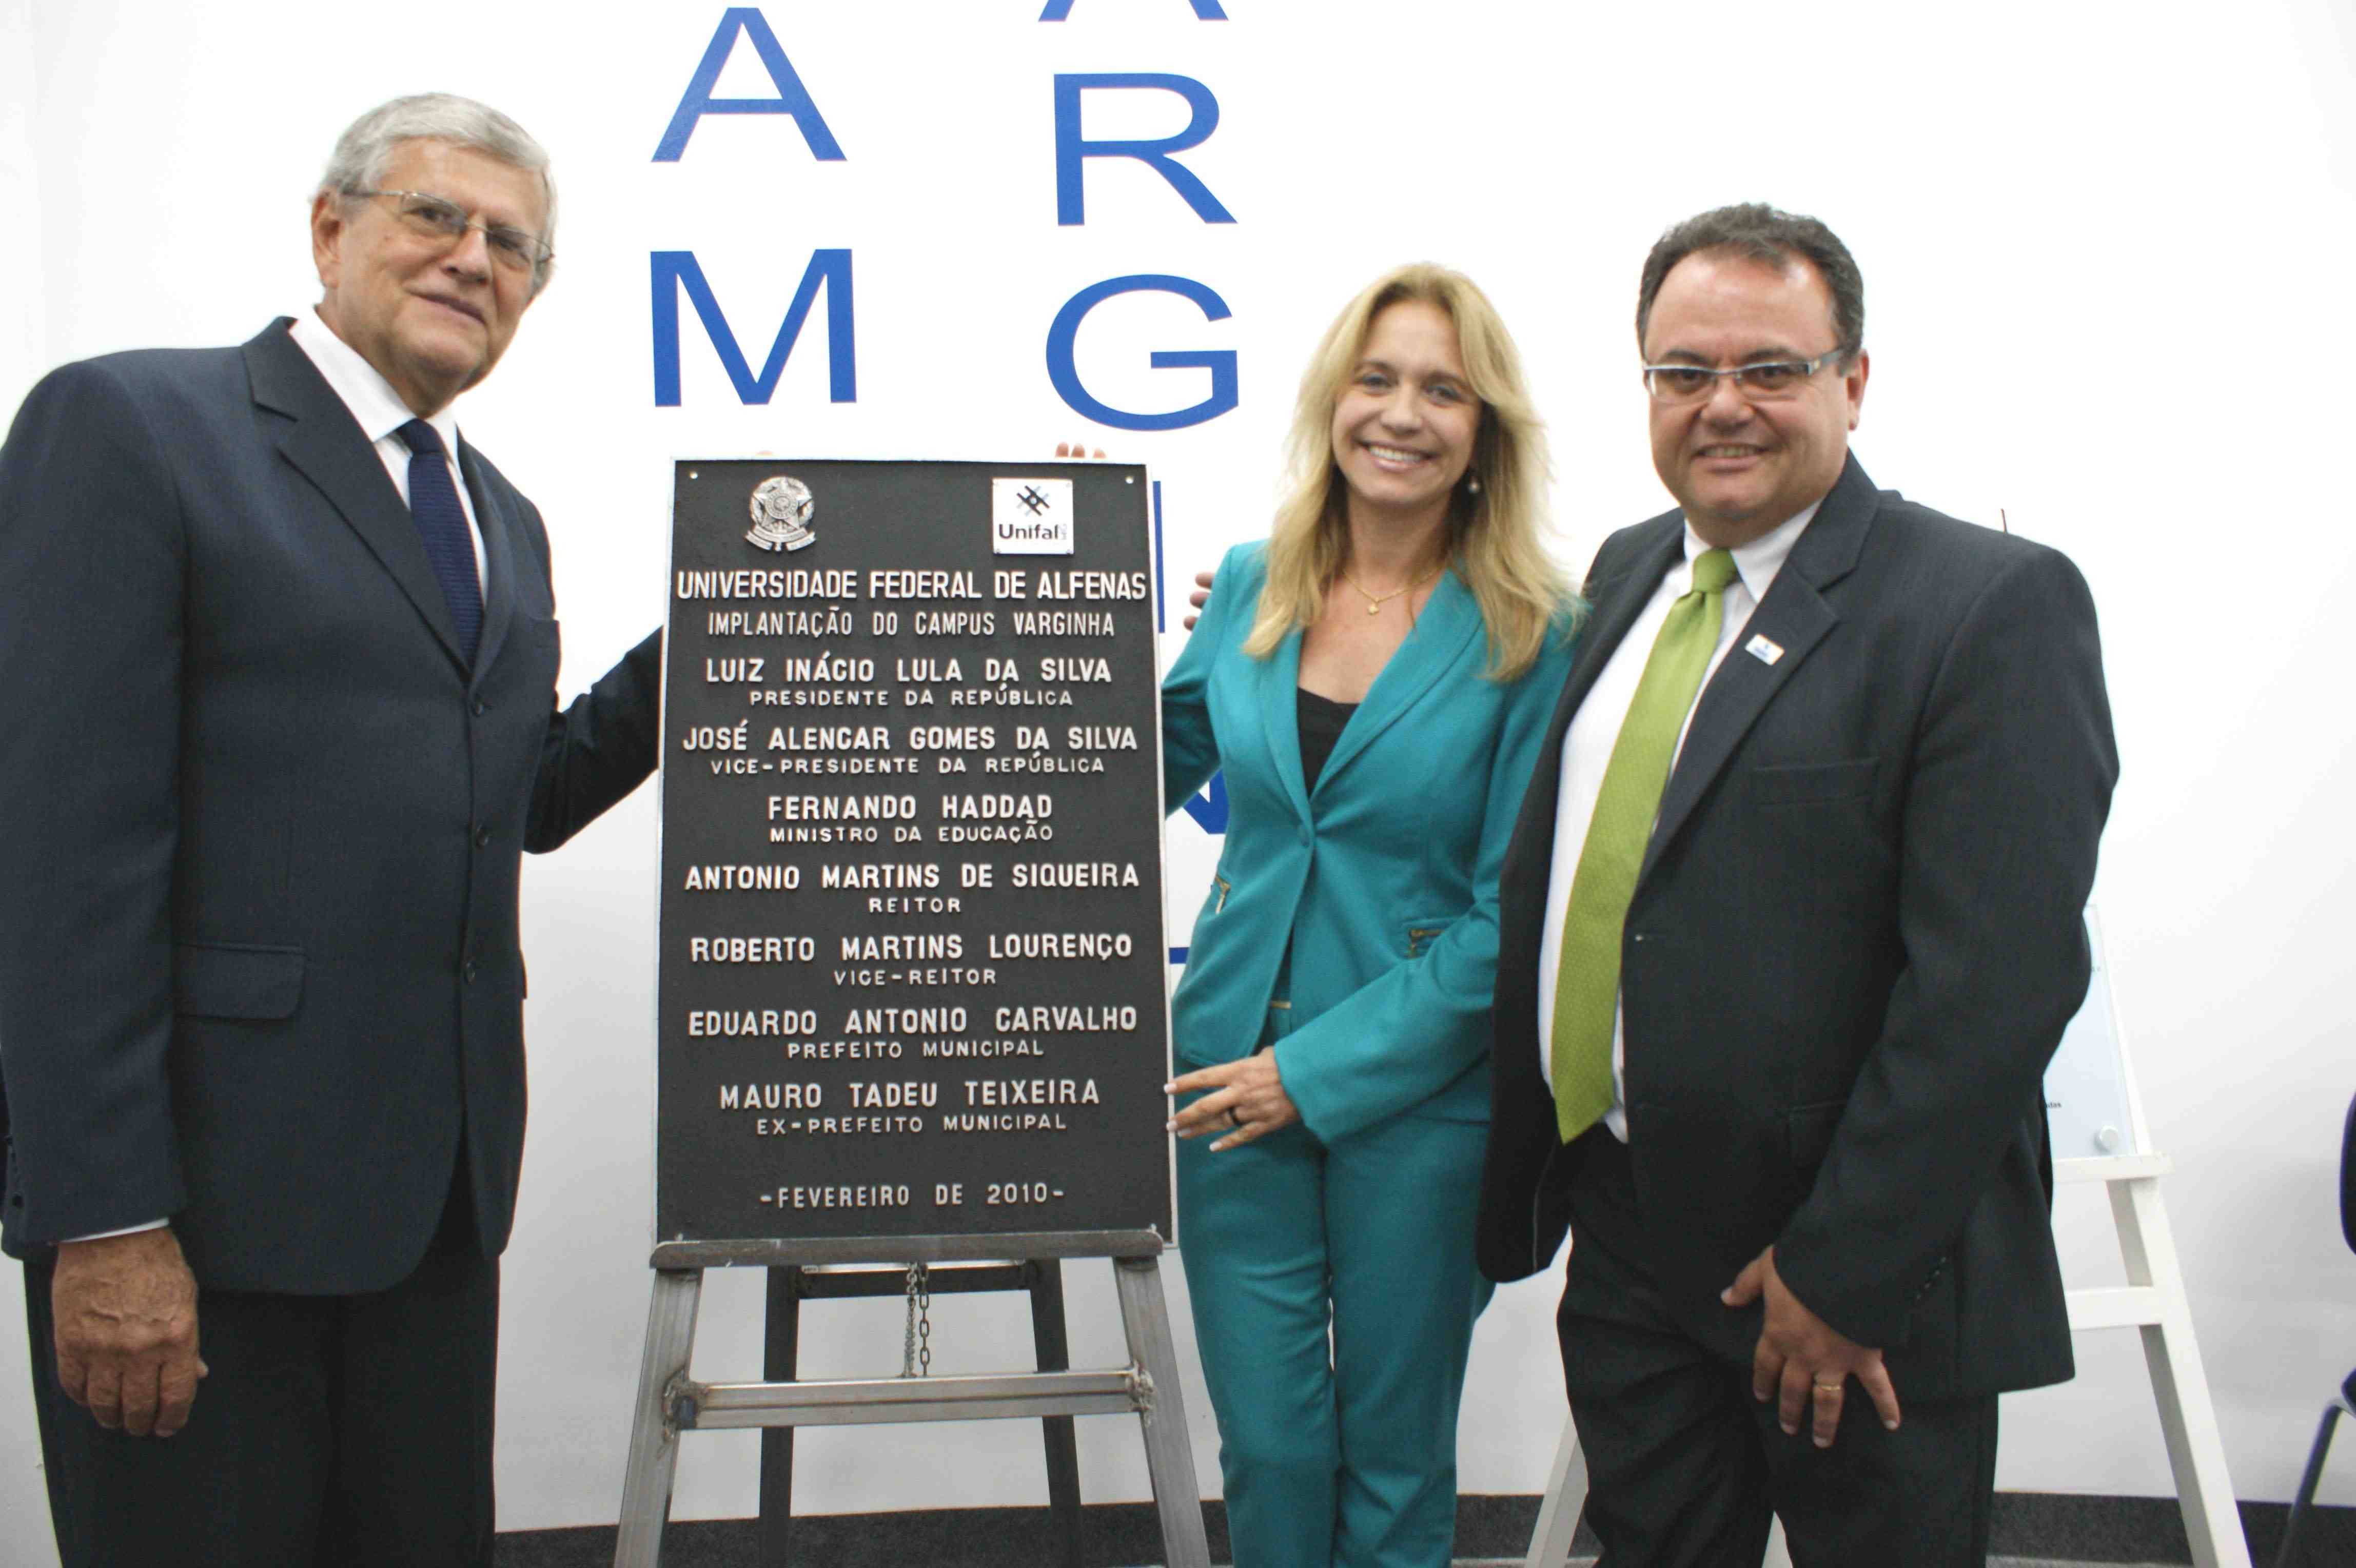 A
M
A
R
G
I
N
Unifal
UNIVERSIDADE FEDERAL DE ALFENAS
IMPLANTAÇÃO DO CAMPUS VARGINHA
LUIZ INÁCIO LULA DA SILVA
PRESIDENTE DA REPÚBLICA
JOSÉ ALENCAR GOMES DA SILVA
VICE-PRESIDENTE DA REPÚBLICA
FERNANDO HADDAD
MINISTRO DA EDUCAÇÃO
ANTONIO MARTINS DE SIQUEIRA
REITOR
ROBERTO MARTINS LOURENÇO
VICE-REITOR
EDUARDO ANTONIO CARVALHO
PREFEITO MUNICIPAL
MAURO TADEU TEIXEIRA
EX-PREFEITO MUNICIPAL
-FEVEREIRO DE 2010-